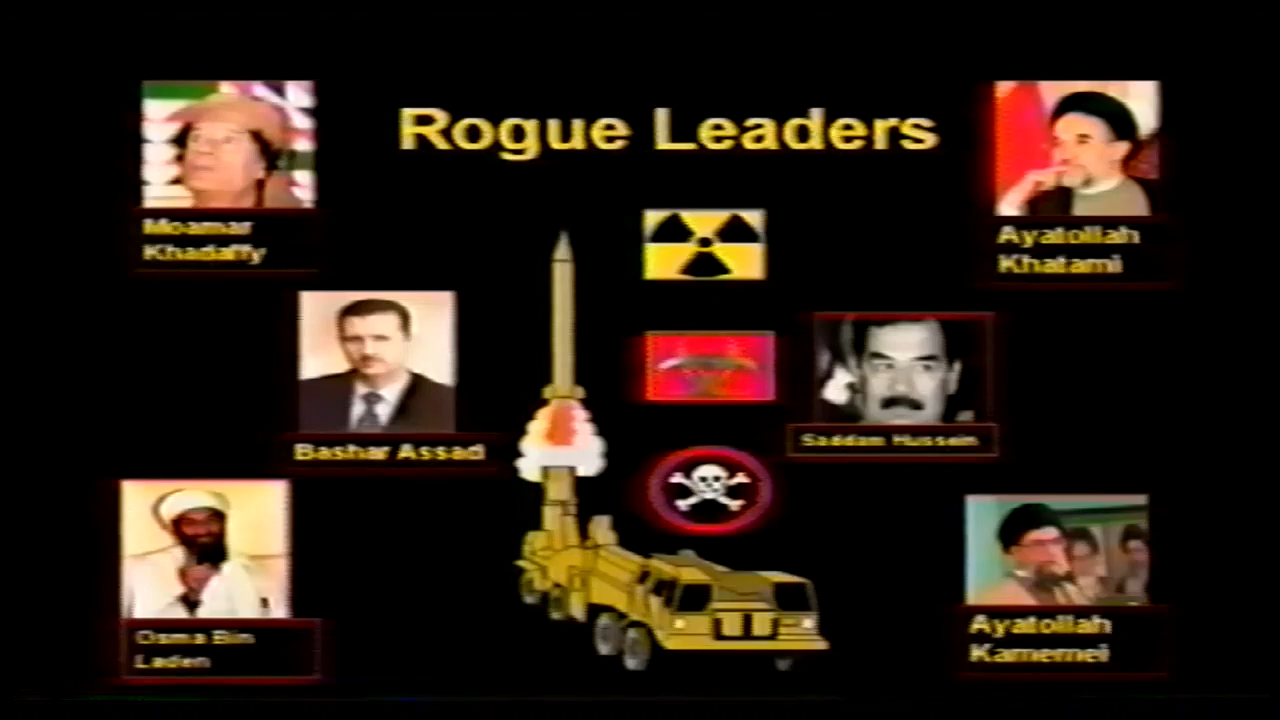 Rogue Leaders
Moamar
Khadaffy
Ayatollah
Khatami
Bashar Assad
Saddam Hussein
Osma Bin
Laden
Ayatollah
Kamemei